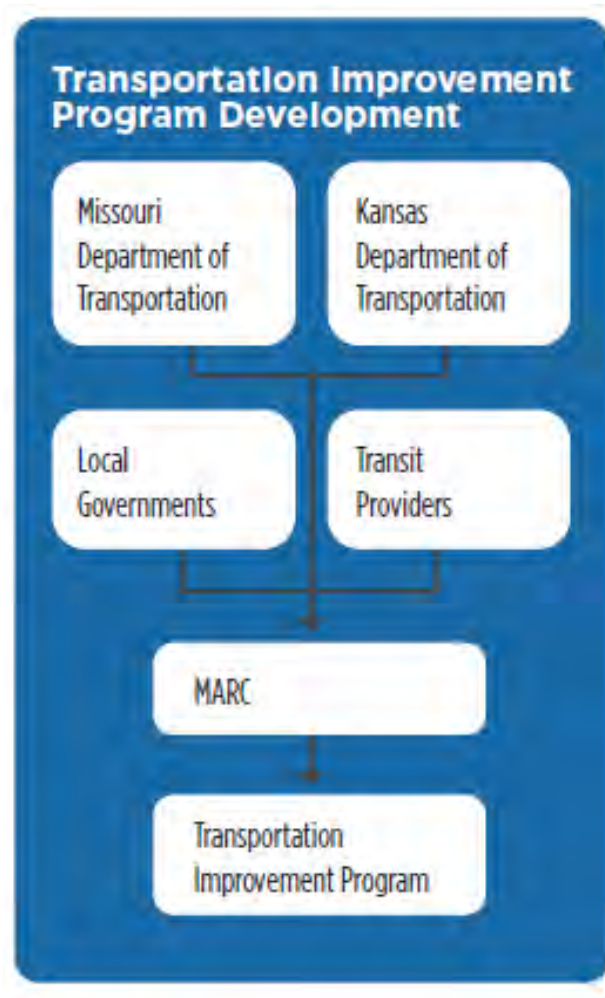 Transportation Improvement
Program Development
Missouri
Department of
Transportation
Kansas
Department of
Transportation
Local
Governments
Transit
Providers
MARC
Transportation
Improvement Program